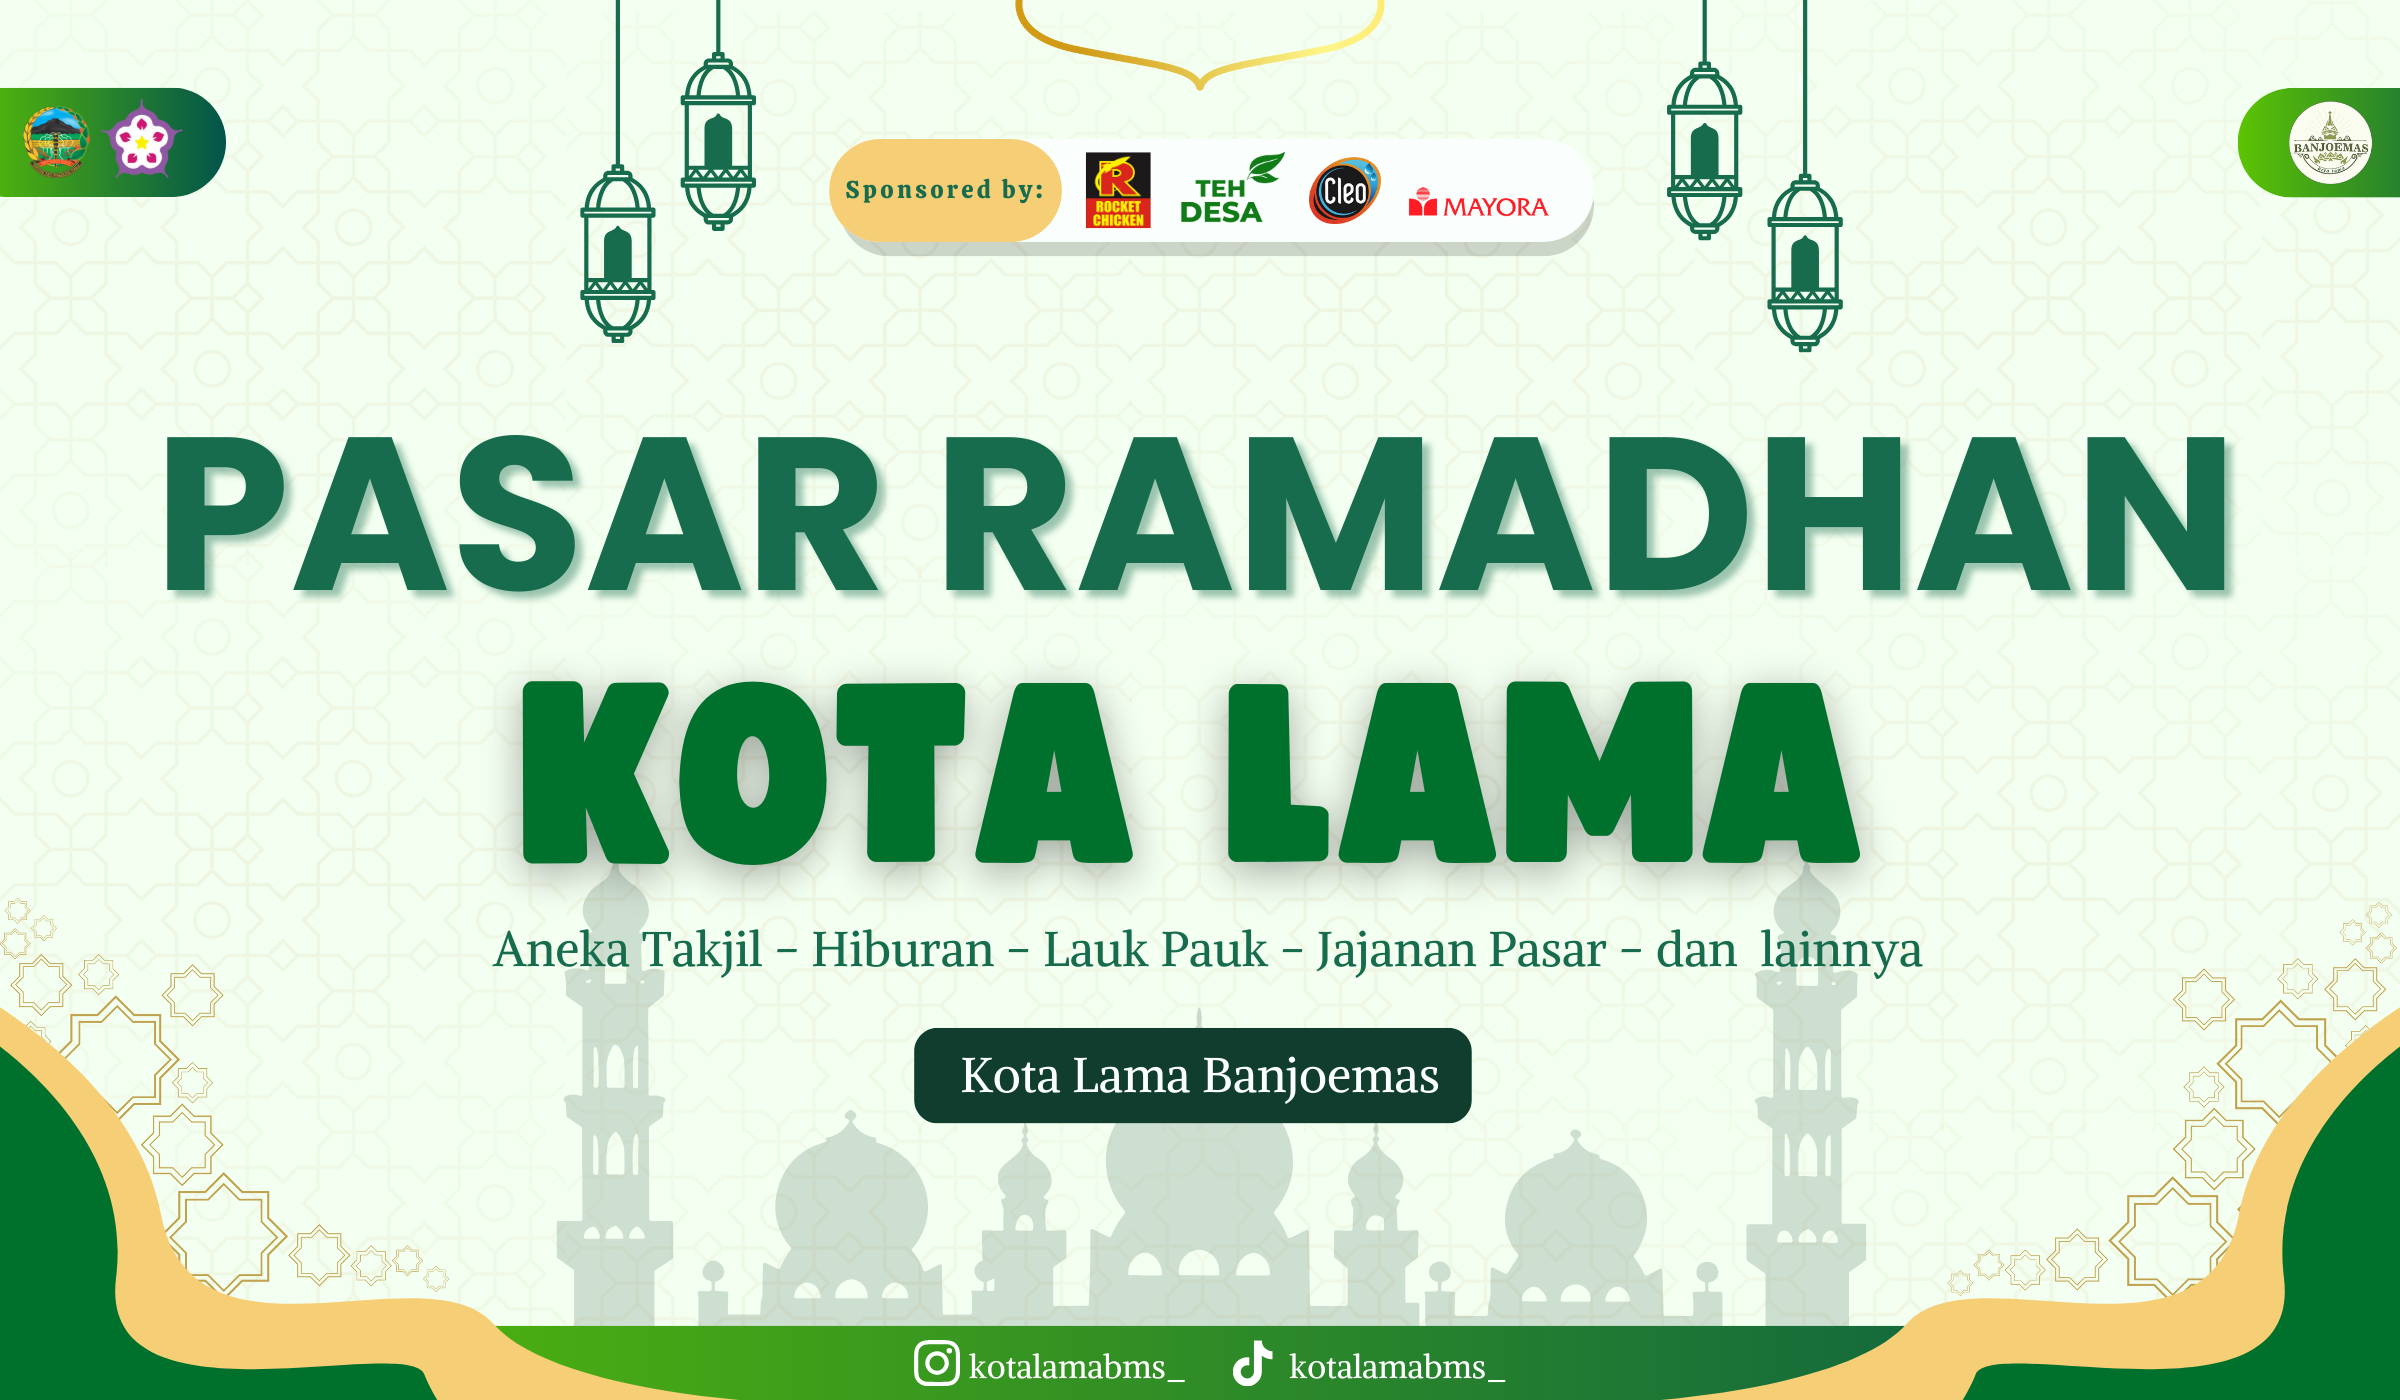 BANJOEMAS
Sponsored by:
ROCKET
CHICKEN
TEH
DESA
Cleo
MAYORA
PASAR RAMADHAN
KOTA LAMA
Aneka Takjil - Hiburan - Lauk Pauk - Jajanan Pasar - dan lainnya
Kota Lama Banjoemas
kotalamabms_ kotalamabms_